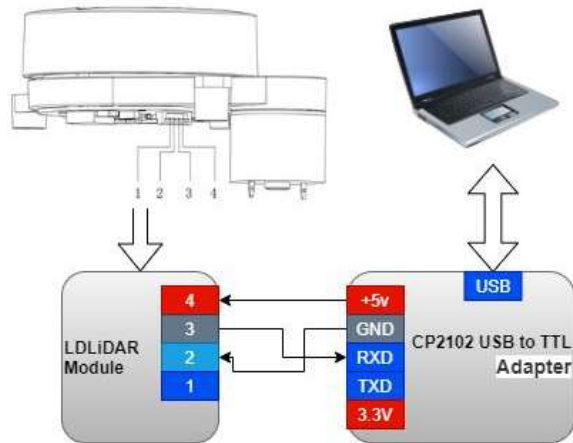 1 2 3 4
USB
4
3
2
1
LDLiDAR
Module
+5v
GND
RXD
TXD
3.3V
CP2102 USB to TTL
Adapter